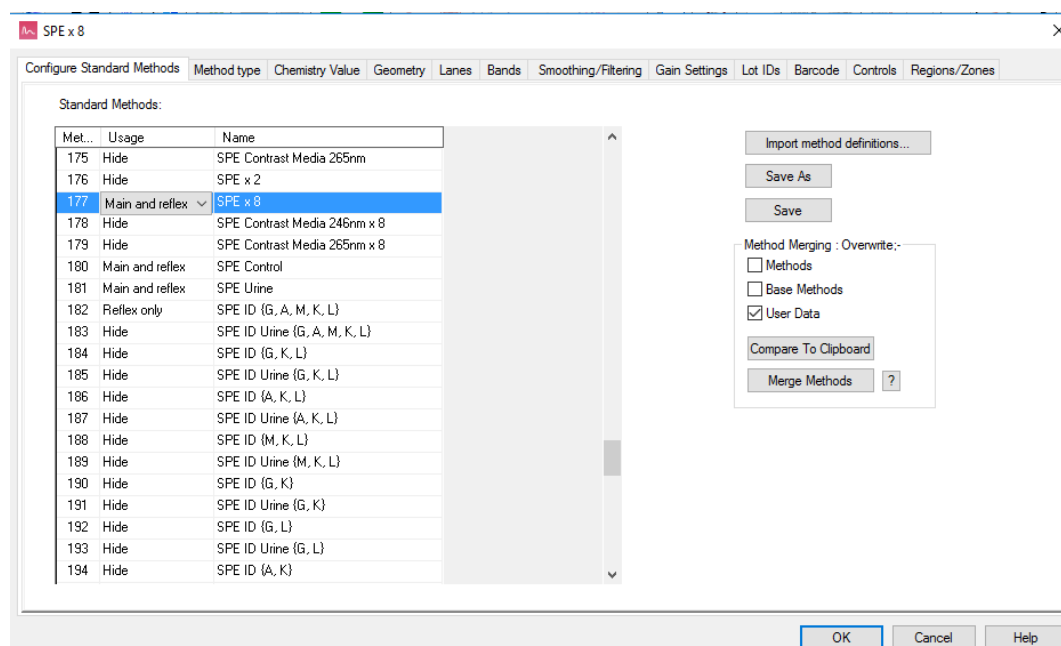 SPE x 8
Configure Standard Methods Method type Chemistry Value Geometry Lanes Bands Smoothing/Filtering Gain Settings Lot IDs Barcode Controls Regions/Zones
Standard Methods:
Met... Usage Name
175 Hide SPE Contrast Media 265nm
176 Hide SPE x 2
177 Main and reflex SPE x 8
178 Hide SPE Contrast Media 246nm x 8
179 Hide SPE Contrast Media 265nm x 8
180 Main and reflex SPE Control
181 Main and reflex SPE Urine
182 Reflex only SPE ID {G, A, M, K, L}
183 Hide SPE ID Urine {G, A, M, K, L}
184 Hide SPE ID {G, K, L}
185 Hide SPE ID Urine {G, K, L}
186 Hide SPE ID {A, K, L}
187 Hide SPE ID Urine {A, K, L}
188 Hide SPE ID {M, K, L}
189 Hide SPE ID Urine {M, K, L}
190 Hide SPE ID {G, K}
191 Hide SPE ID Urine {G, K}
192 Hide SPE ID {G, L}
193 Hide SPE ID Urine {G, L}
194 Hide SPE ID {A, K}
Import method definitions...
Save As
Save
Method Merging : Overwrite;-
Methods
Base Methods
User Data
Compare To Clipboard
Merge Methods ?
OK Cancel Help